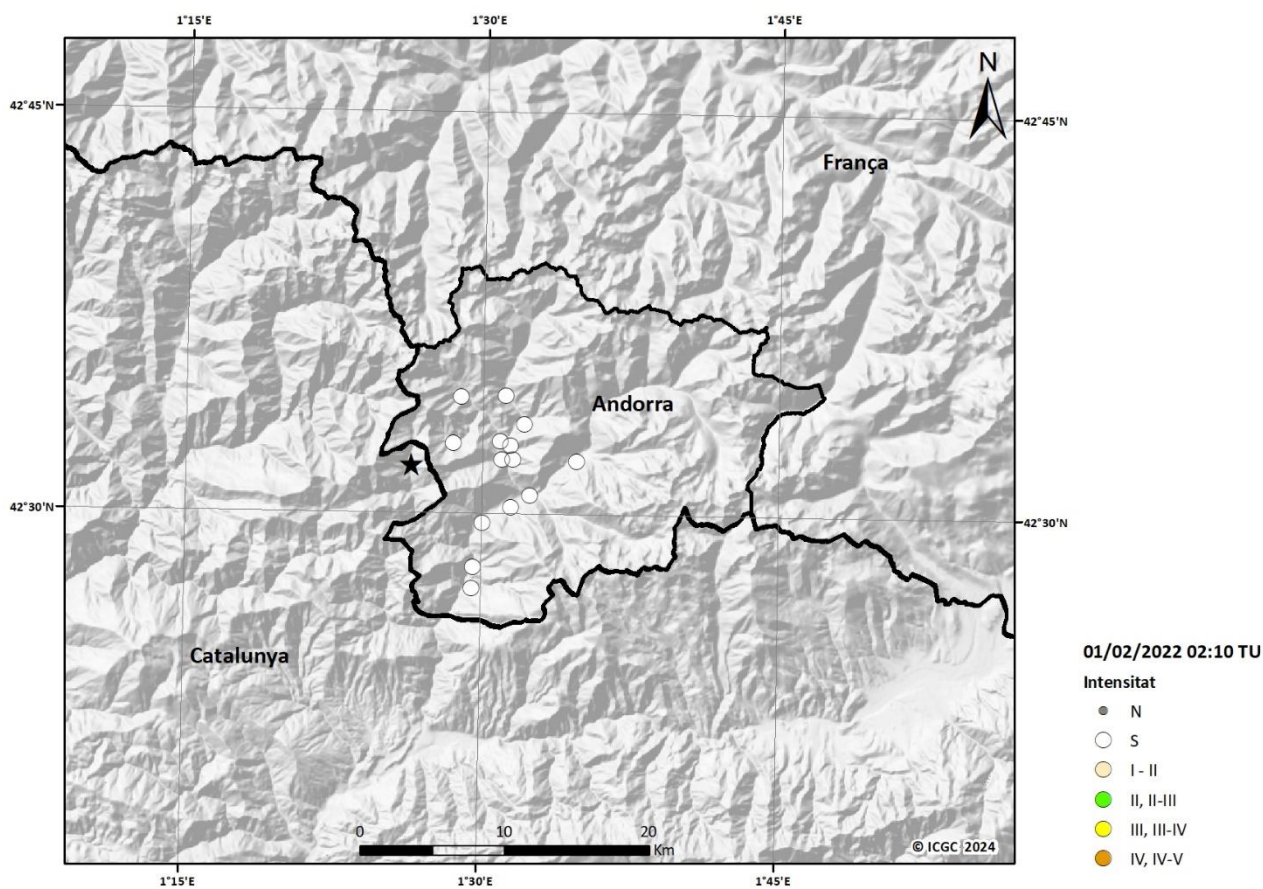 1°15'E 1°30'E 1°45'E
N
42°45'N 42°45'N
França
Andorra
42°30'N 42°30'N
Catalunya
01/02/2022 02:10 TU
Intensitat
N
S
I - II
II, II-III
III, III-IV
IV, IV-V
0 10 20
Km
© ICGC 2024
1°15'E 1°30'E 1°45'E